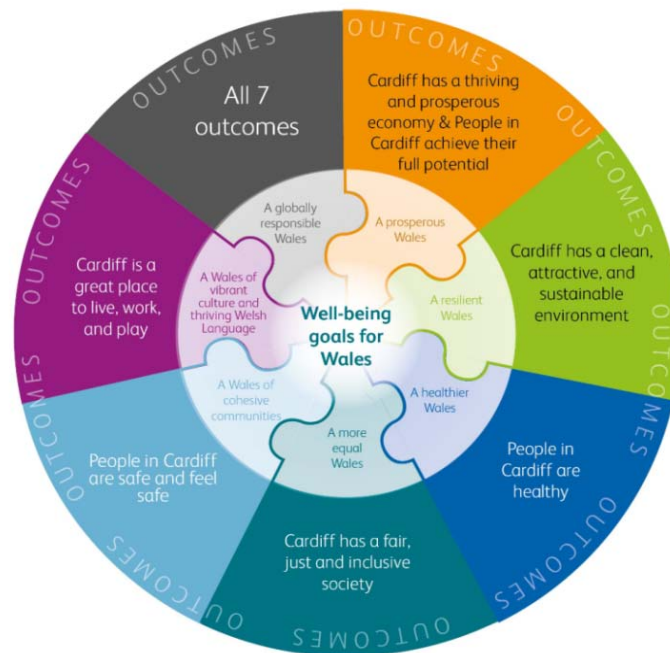 OUTCOMES
All 7
outcomes
OUTCOMES
Cardiff has a thriving
and prosperous
economy & People in
Cardiff achieve their
full potential
OUTCOMES
OUTCOMES
Cardiff has a clean,
attractive, and
sustainable
environment
OUTCOMES
People in
Cardiff are
healthy
OUTCOMES
OUTCOMES
Cardiff has a fair,
just and inclusive
society
OUTCOMES
OUTCOMES
People in Cardiff
are safe and feel
safe
OUTCOMES
OUTCOMES
Cardiff is a
great place
to live, work,
and play
OUTCOMES
A globally
responsible
Wales
A prosperous
Wales
A resilient
Wales
A healthier
Wales
A more
equal
Wales
A Wales of
cohesive
communities
A Wales of
vibrant
culture and
thriving Welsh
Language
Well-being
goals for
Wales